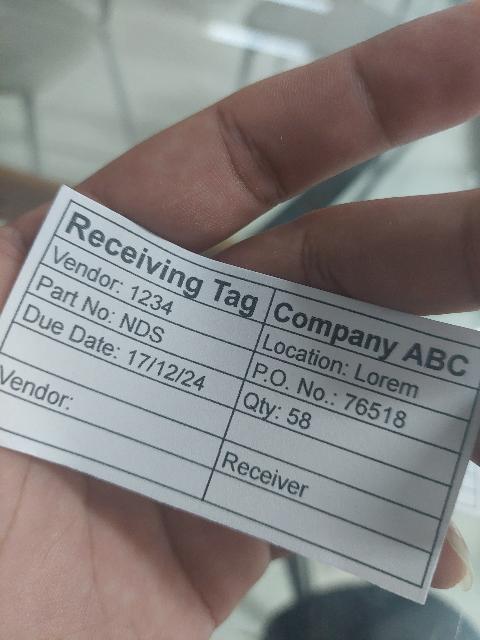 Receiving Tag
Company ABC
Vendor: 1234
Location: Lorem
Part No: NDS
P.O. No.: 76518
Due Date: 17/12/24
Qty: 58
Vendor:
Receiver